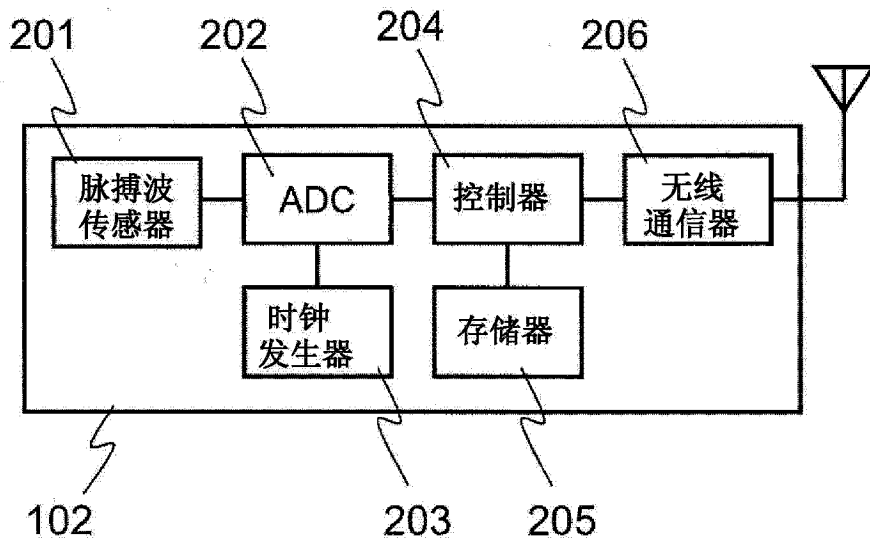 201
202
204
206
脉搏波
传感器
ADC
控制器
无线
通信器
时钟
发生器
存储器
102
203
205